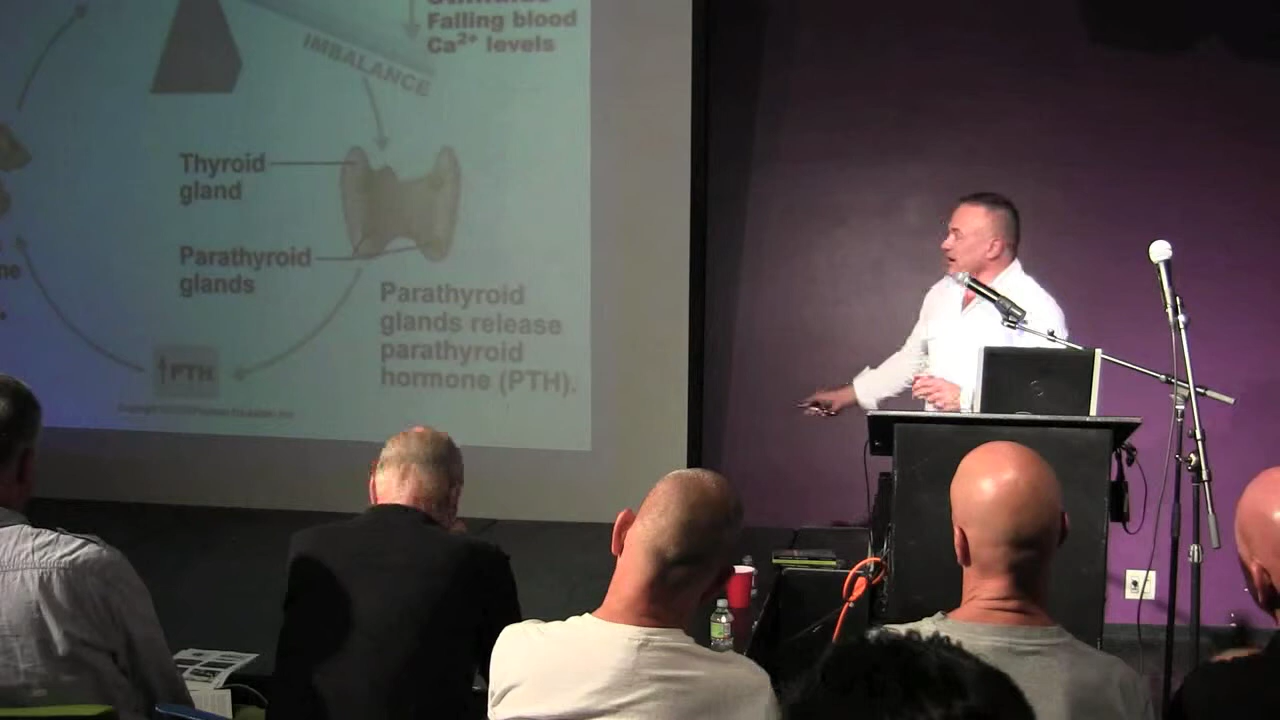 Falling blood
Ca²⁺ levels
IMBALANCE
Thyroid
gland
Parathyroid
glands
Parathyroid
glands release
parathyroid
hormone (PTH).
↑PTH